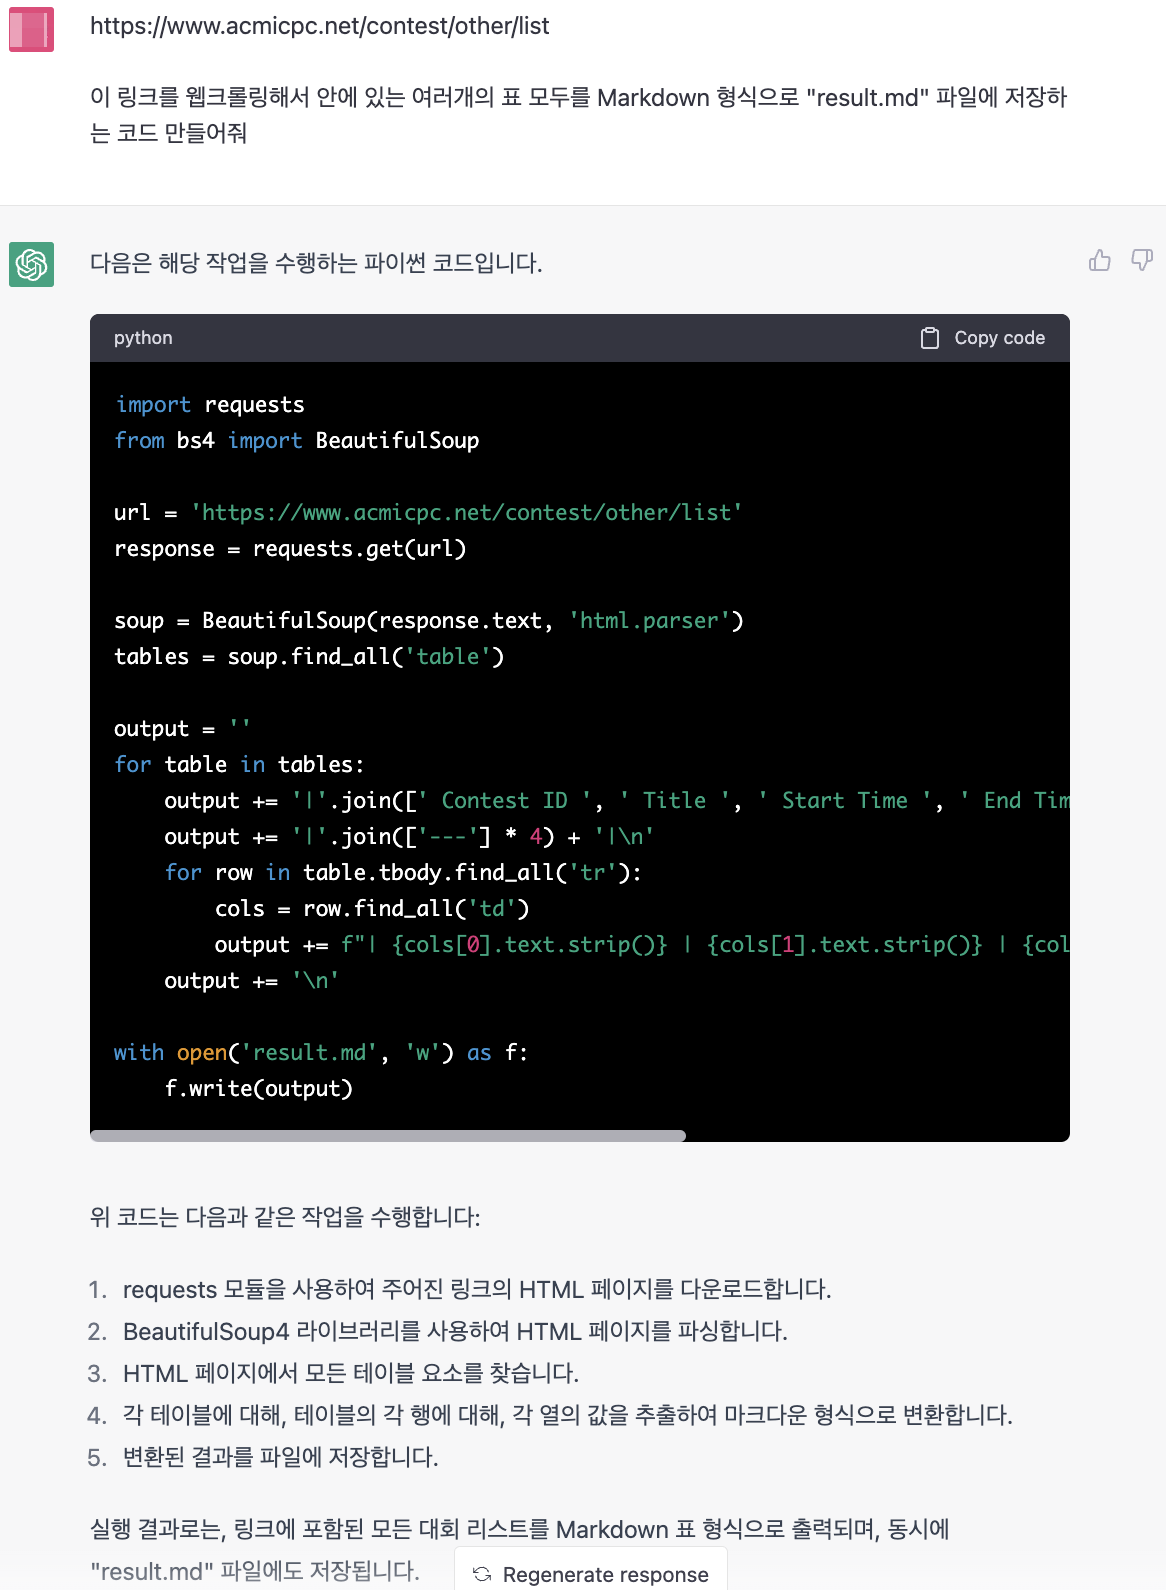 https://www.acmicpc.net/contest/other/list
이 링크를 웹크롤링해서 안에 있는 여러개의 표 모두를 Markdown 형식으로 "result.md" 파일에 저장하
는 코드 만들어줘
다음은 해당 작업을 수행하는 파이썬 코드입니다.
python
Copy code
import requests
from bs4 import BeautifulSoup
url = 'https://www.acmicpc.net/contest/other/list'
response = requests.get(url)
soup = BeautifulSoup(response.text, 'html.parser')
tables = soup.find_all('table')
output = ''
for table in tables:
    output += '|'.join([' Contest ID ', ' Title ', ' Start Time ', ' End Tim
    output += '|'.join(['---'] * 4) + '|\n'
    for row in table.tbody.find_all('tr'):
        cols = row.find_all('td')
        output += f"| {cols[0].text.strip()} | {cols[1].text.strip()} | {col
    output += '\n'
with open('result.md', 'w') as f:
    f.write(output)
위 코드는 다음과 같은 작업을 수행합니다:
1. requests 모듈을 사용하여 주어진 링크의 HTML 페이지를 다운로드합니다.
2. BeautifulSoup4 라이브러리를 사용하여 HTML 페이지를 파싱합니다.
3. HTML 페이지에서 모든 테이블 요소를 찾습니다.
4. 각 테이블에 대해, 테이블의 각 행에 대해, 각 열의 값을 추출하여 마크다운 형식으로 변환합니다.
5. 변환된 결과를 파일에 저장합니다.
실행 결과로는, 링크에 포함된 모든 대회 리스트를 Markdown 표 형식으로 출력되며, 동시에
"result.md" 파일에도 저장됩니다.
Regenerate response